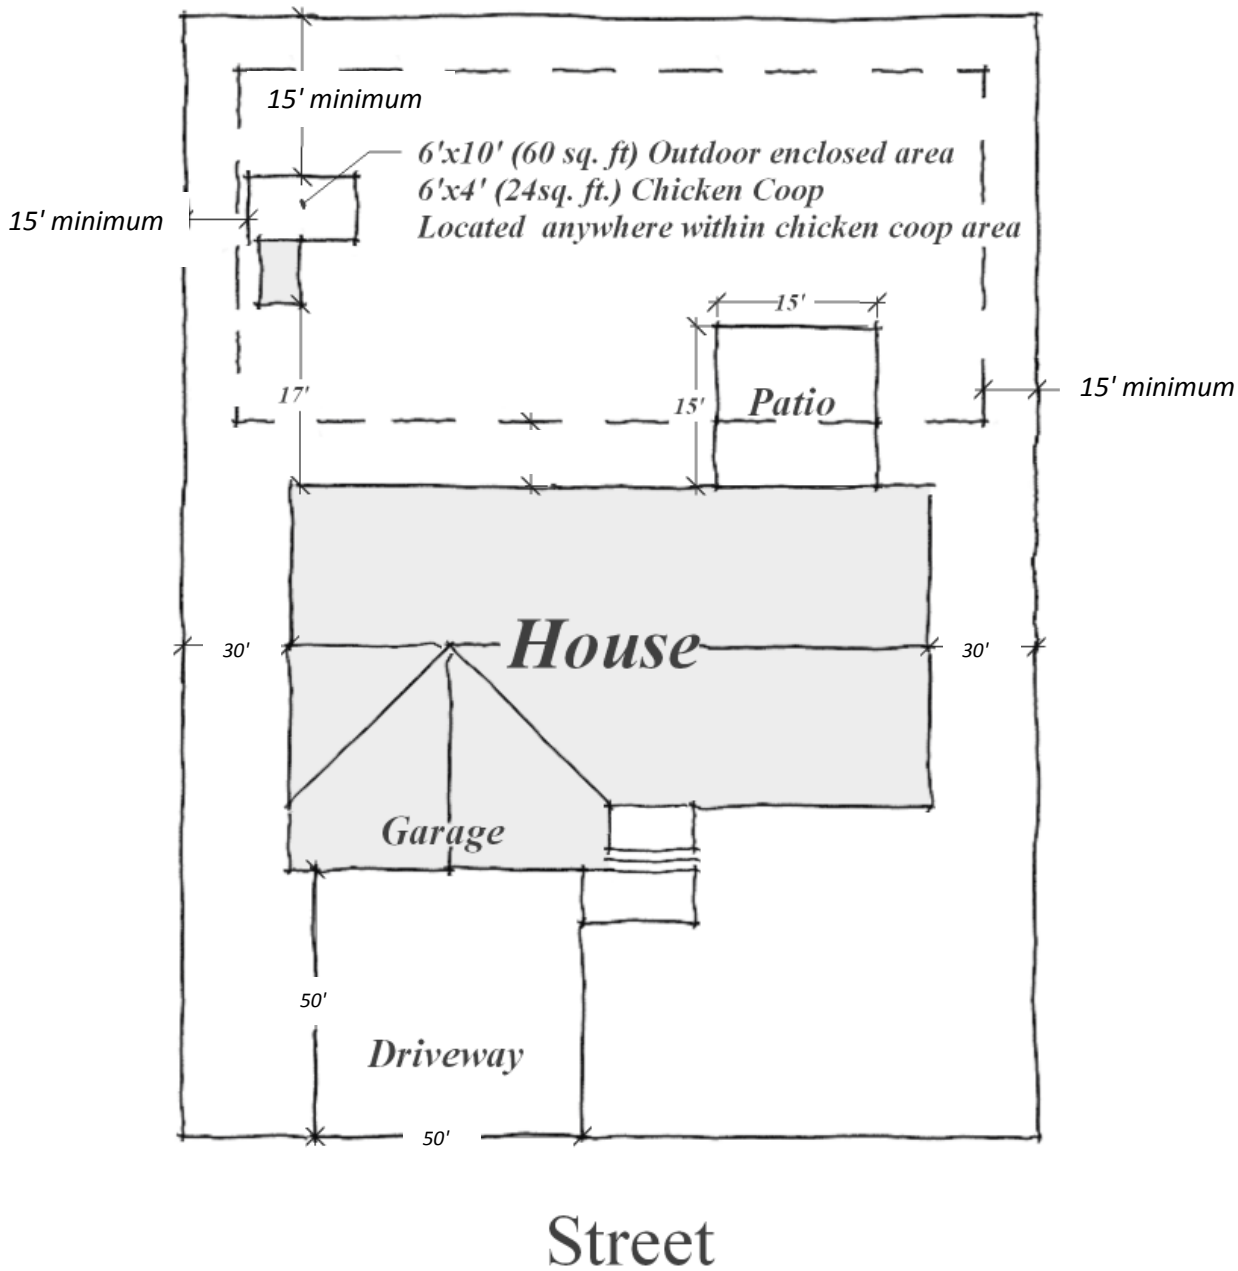 15' minimum
6'x10' (60 sq. ft) Outdoor enclosed area
6'x4' (24sq. ft.) Chicken Coop
Located anywhere within chicken coop area
15' minimum
15'
17'
15'
Patio
15' minimum
30'
House
30'
Garage
50'
Driveway
50'
Street